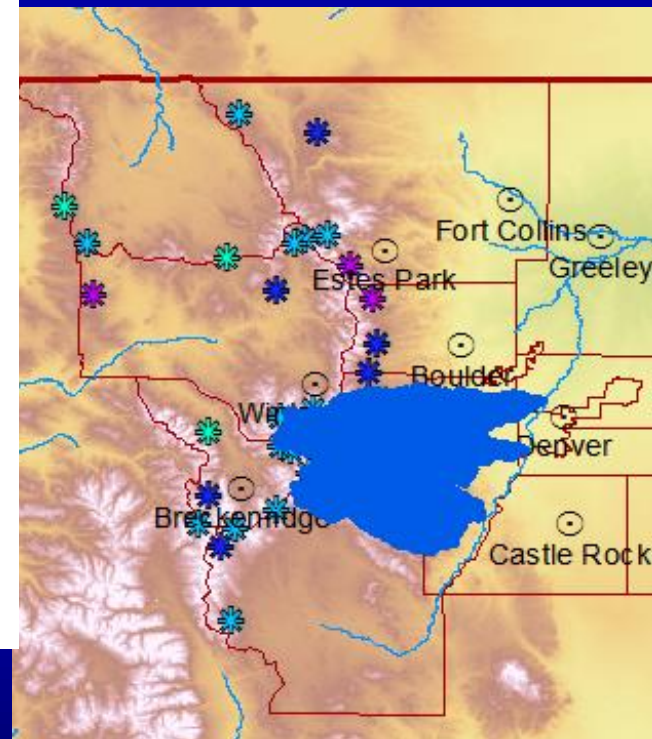 Fort Collins
Greeley
Estes Park
Boulder
Denver
Breckenridge
Castle Rock